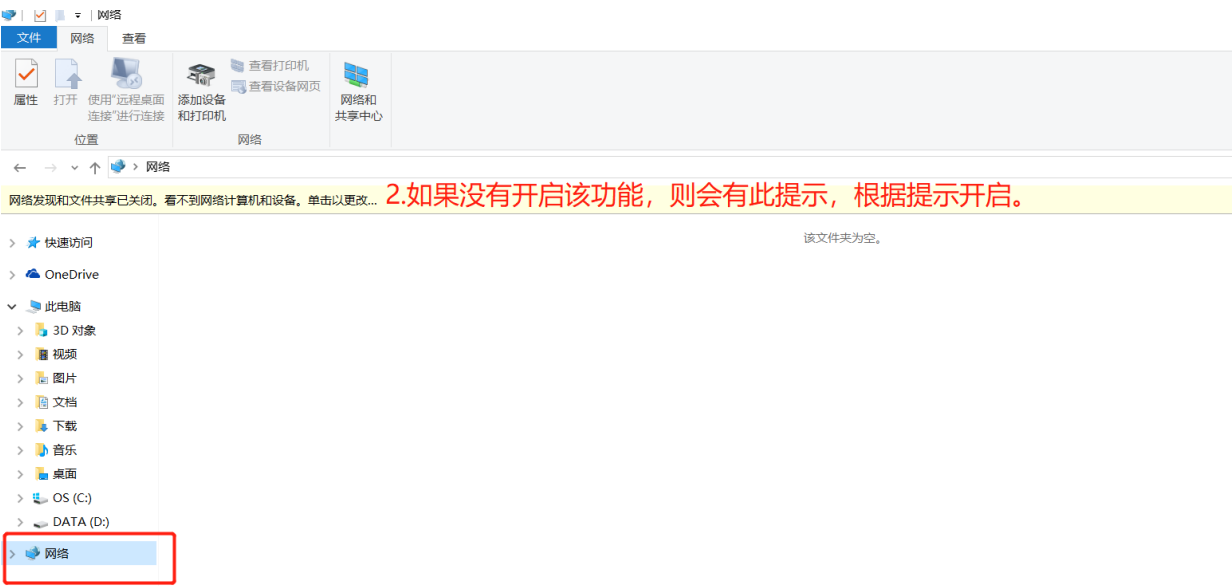 网络
文件
网络
查看
属性
打开
使用“远程桌面
连接”进行连接
位置
添加设备
和打印机
查看打印机
查看设备网页
网络
网络和
共享中心
网络
网络发现和文件共享已关闭。看不到网络计算机和设备。单击以更改...
2.如果没有开启该功能，则会有此提示，根据提示开启。
快速访问
该文件夹为空。
OneDrive
此电脑
3D 对象
视频
图片
文档
下载
音乐
桌面
OS (C:)
DATA (D:)
网络